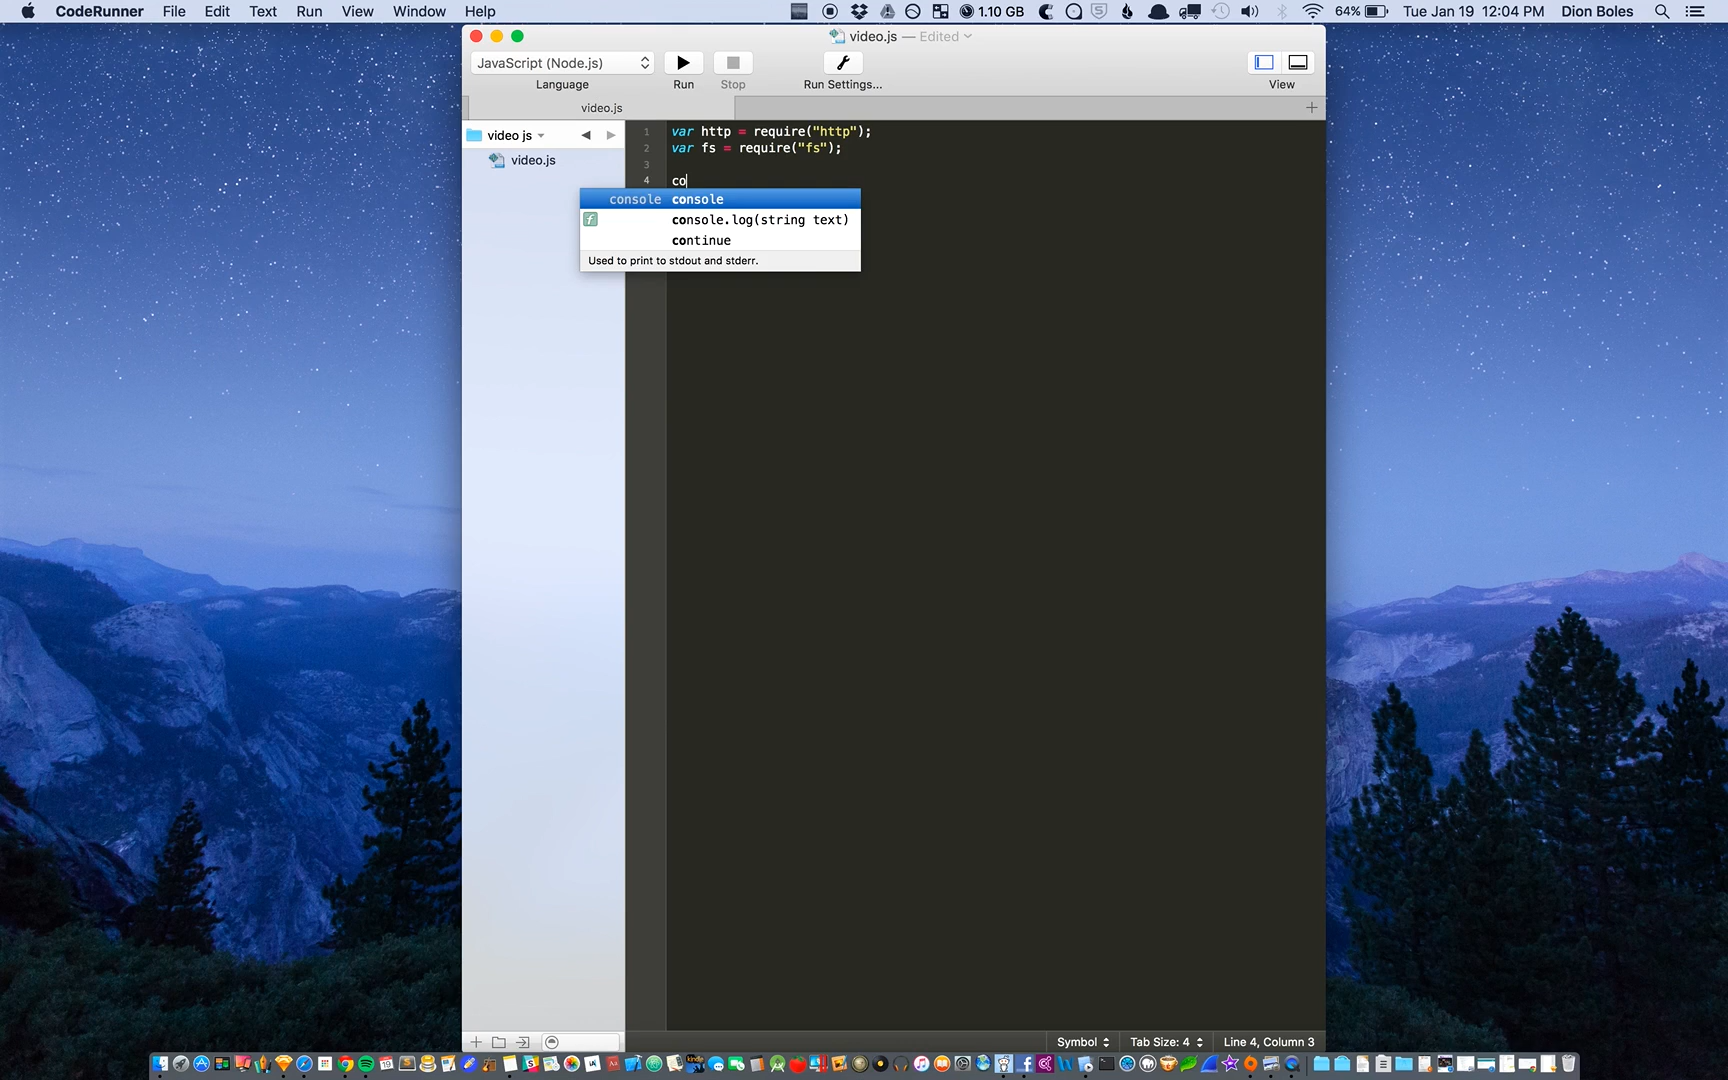 CodeRunner File Edit Text Run View Window Help 1.10 GB 64% Tue Jan 19 12:04 PM Dion Boles
video.js — Edited
JavaScript (Node.js)
Language Run Stop Run Settings... View
video.js
video js
video.js
1 var http = require("http");
2 var fs = require("fs");
3
4 co
console console
f console.log(string text)
continue
Used to print to stdout and stderr.
Symbol Tab Size: 4 Line 4, Column 3